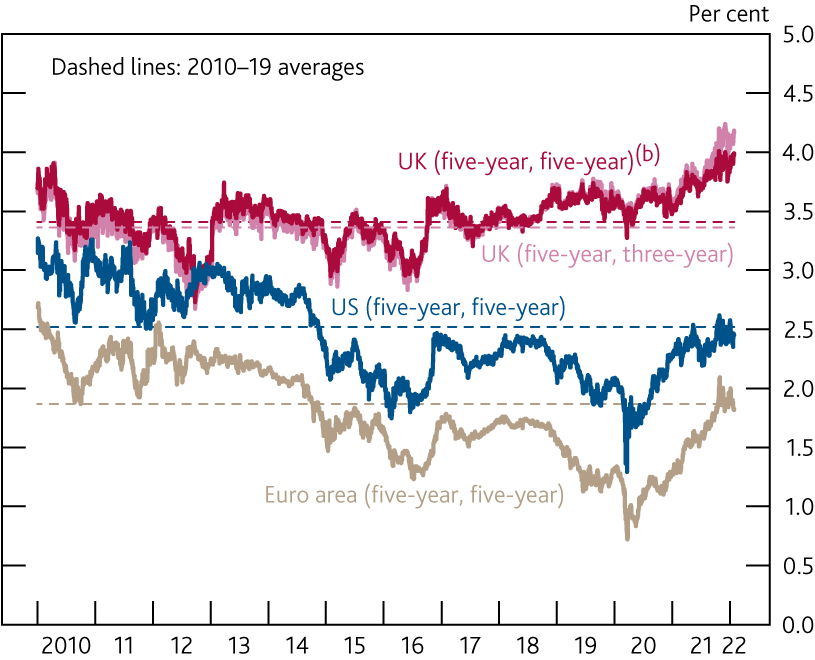 Per cent
5.0
Dashed lines: 2010–19 averages
4.5
UK (five-year, five-year)(b)
4.0
3.5
UK (five-year, three-year)
3.0
US (five-year, five-year)
2.5
2.0
1.5
Euro area (five-year, five-year)
1.0
0.5
0.0
2010 11 12 13 14 15 16 17 18 19 20 21 22